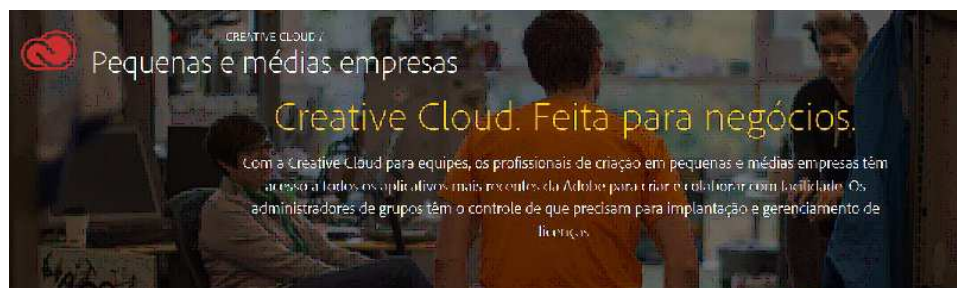 CREATIVE CLOUD /
Pequenas e médias empresas
Creative Cloud. Feita para negócios.
Com a Creative Cloud para equipes, os profissionais de criação em pequenas e médias empresas têm
acesso a todos os aplicativos mais recentes da Adobe para criar e colaborar com facilidade. Os
administradores de grupos têm o controle de que precisam para implantação e gerenciamento de
licenças